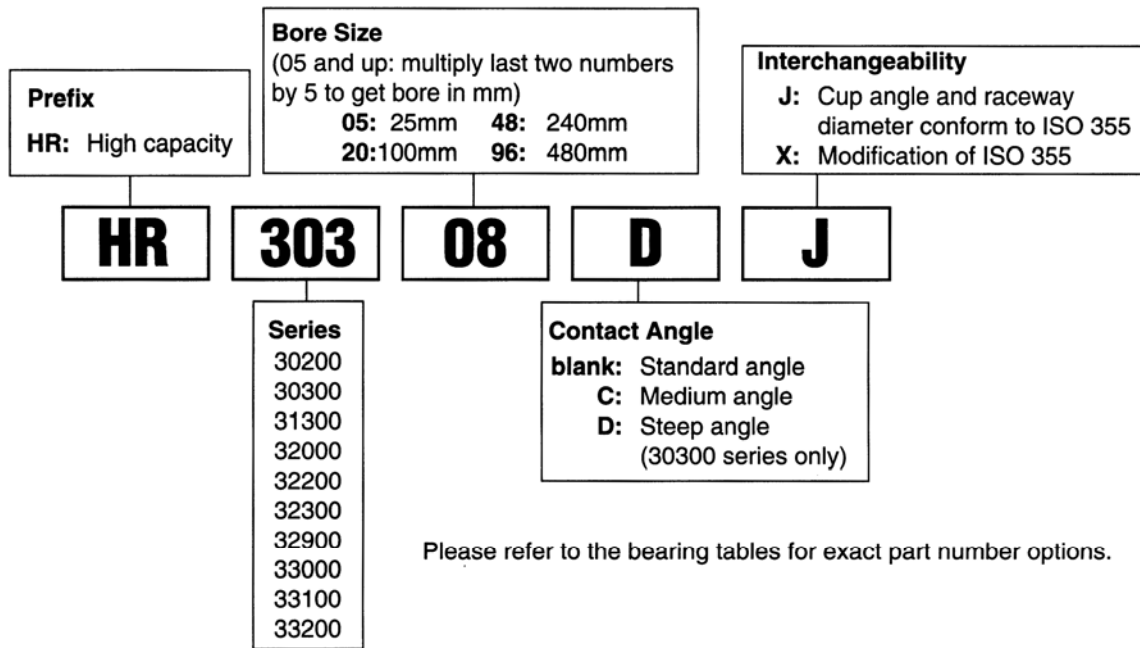 Prefix
HR: High capacity
Bore Size
(05 and up: multiply last two numbers
by 5 to get bore in mm)
05: 25mm 48: 240mm
20:100mm 96: 480mm
Interchangeability
J: Cup angle and raceway
diameter conform to ISO 355
X: Modification of ISO 355
HR 303 08 D J
Series
30200
30300
31300
32000
32200
32300
32900
33000
33100
33200
Contact Angle
blank: Standard angle
C: Medium angle
D: Steep angle
(30300 series only)
Please refer to the bearing tables for exact part number options.